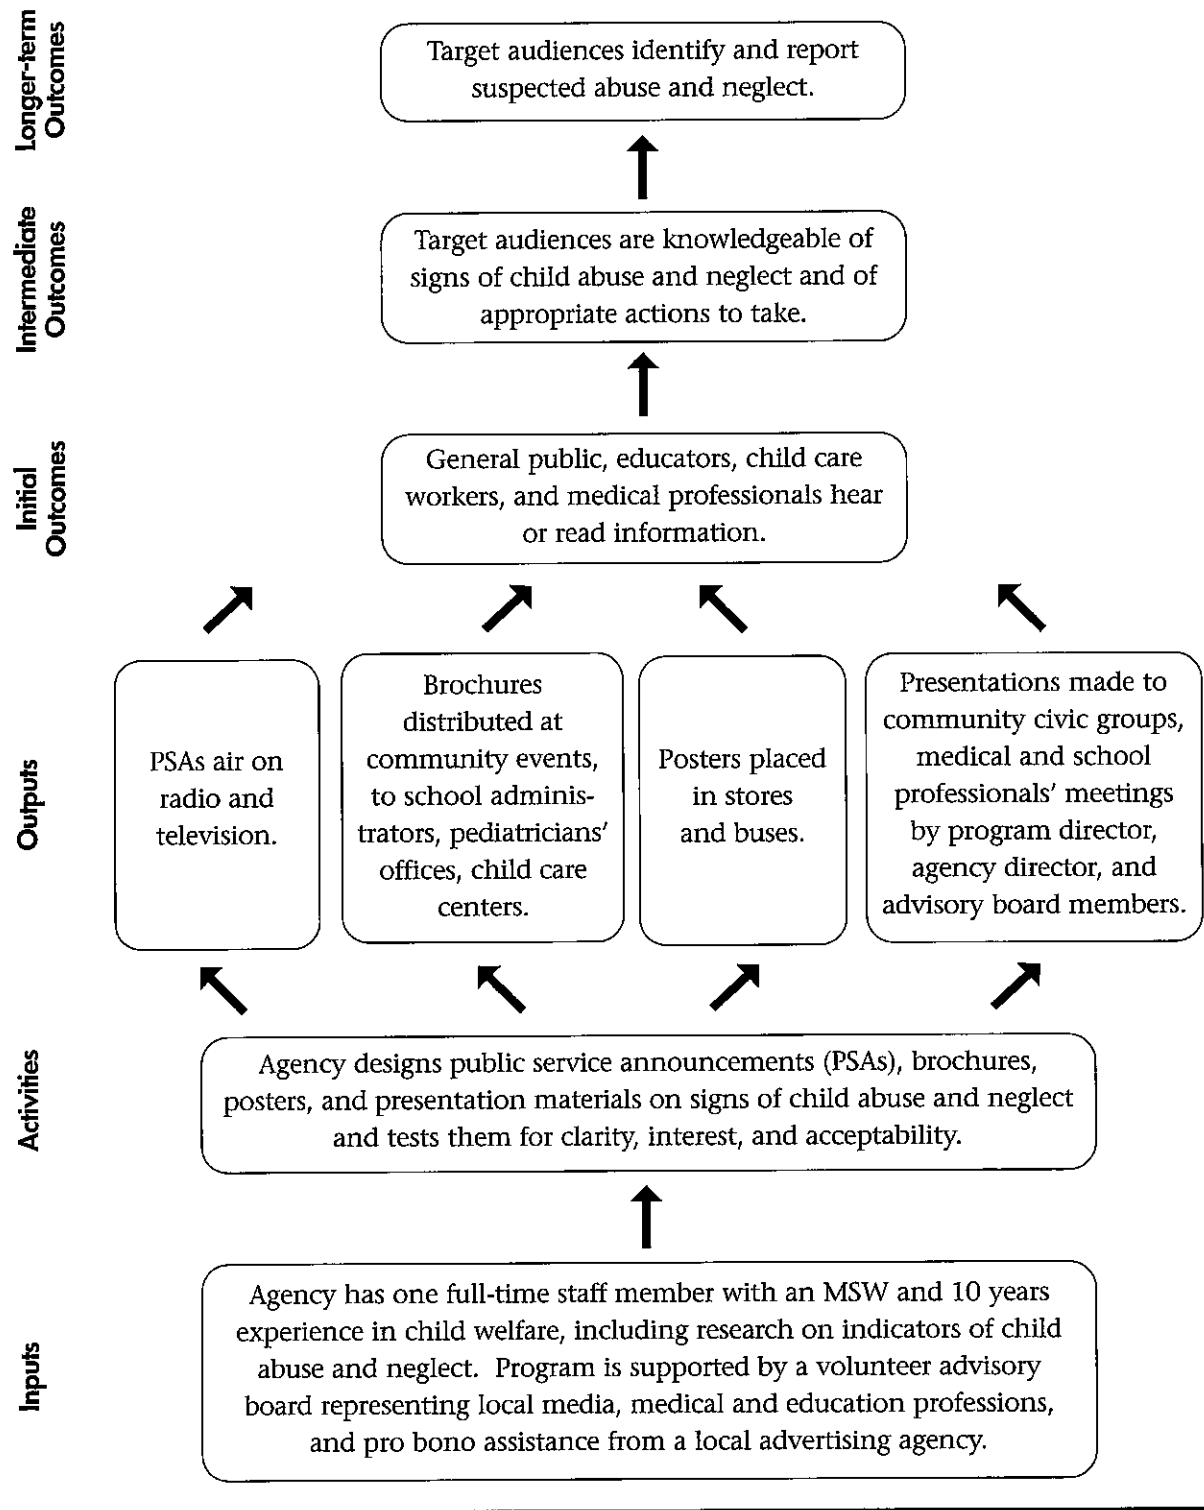 Longer-term
Outcomes
Target audiences identify and report
suspected abuse and neglect.
Intermediate
Outcomes
Target audiences are knowledgeable of
signs of child abuse and neglect and of
appropriate actions to take.
Initial
Outcomes
General public, educators, child care
workers, and medical professionals hear
or read information.
Outputs
PSAs air on
radio and
television.
Brochures
distributed at
community events,
to school adminis-
trators, pediatricians’
offices, child care
centers.
Posters placed
in stores
and buses.
Presentations made to
community civic groups,
medical and school
professionals’ meetings
by program director,
agency director, and
advisory board members.
Activities
Agency designs public service announcements (PSAs), brochures,
posters, and presentation materials on signs of child abuse and neglect
and tests them for clarity, interest, and acceptability.
Inputs
Agency has one full-time staff member with an MSW and 10 years
experience in child welfare, including research on indicators of child
abuse and neglect. Program is supported by a volunteer advisory
board representing local media, medical and education professions,
and pro bono assistance from a local advertising agency.